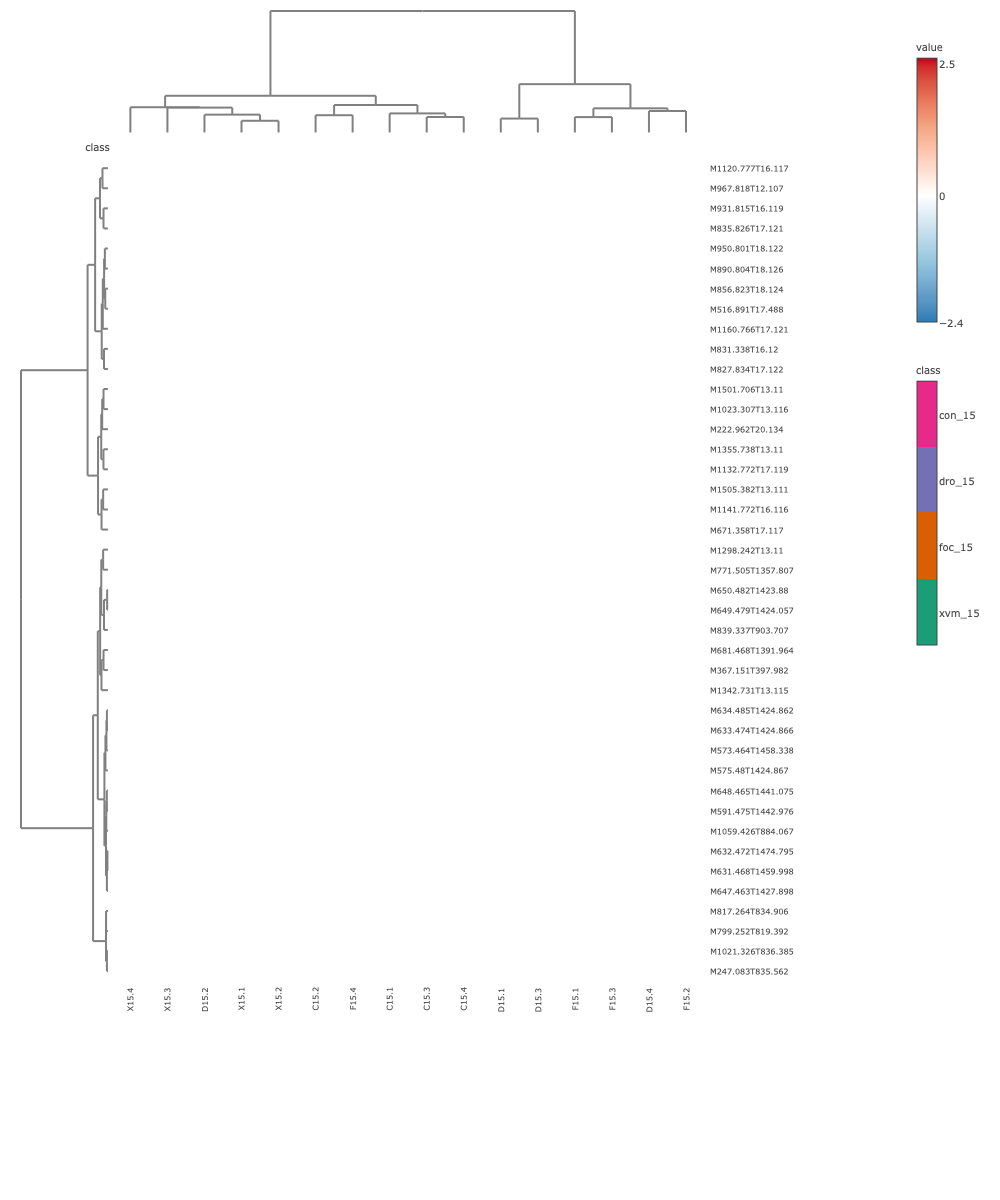 value
2.5
0
−2.4
class
con_15
dro_15
foc_15
xvm_15
class
M1120.777T16.117
M967.818T12.107
M931.815T16.119
M835.826T17.121
M950.801T18.122
M890.804T18.126
M856.823T18.124
M516.891T17.488
M1160.766T17.121
M831.338T16.12
M827.834T17.122
M1501.706T13.11
M1023.307T13.116
M222.962T20.134
M1355.738T13.11
M1132.772T17.119
M1505.382T13.111
M1141.772T16.116
M671.358T17.117
M1298.242T13.11
M771.505T1357.807
M650.482T1423.88
M649.479T1424.057
M839.337T903.707
M681.468T1391.964
M367.151T397.982
M1342.731T13.115
M634.485T1424.862
M633.474T1424.866
M573.464T1458.338
M575.48T1424.867
M648.465T1441.075
M591.475T1442.976
M1059.426T884.067
M632.472T1474.795
M631.468T1459.998
M647.463T1427.898
M817.264T834.906
M799.252T819.392
M1021.326T836.385
M247.083T835.562
X15.4
X15.3
D15.2
X15.1
X15.2
C15.2
F15.4
C15.1
C15.3
C15.4
D15.1
D15.3
F15.1
F15.3
D15.4
F15.2